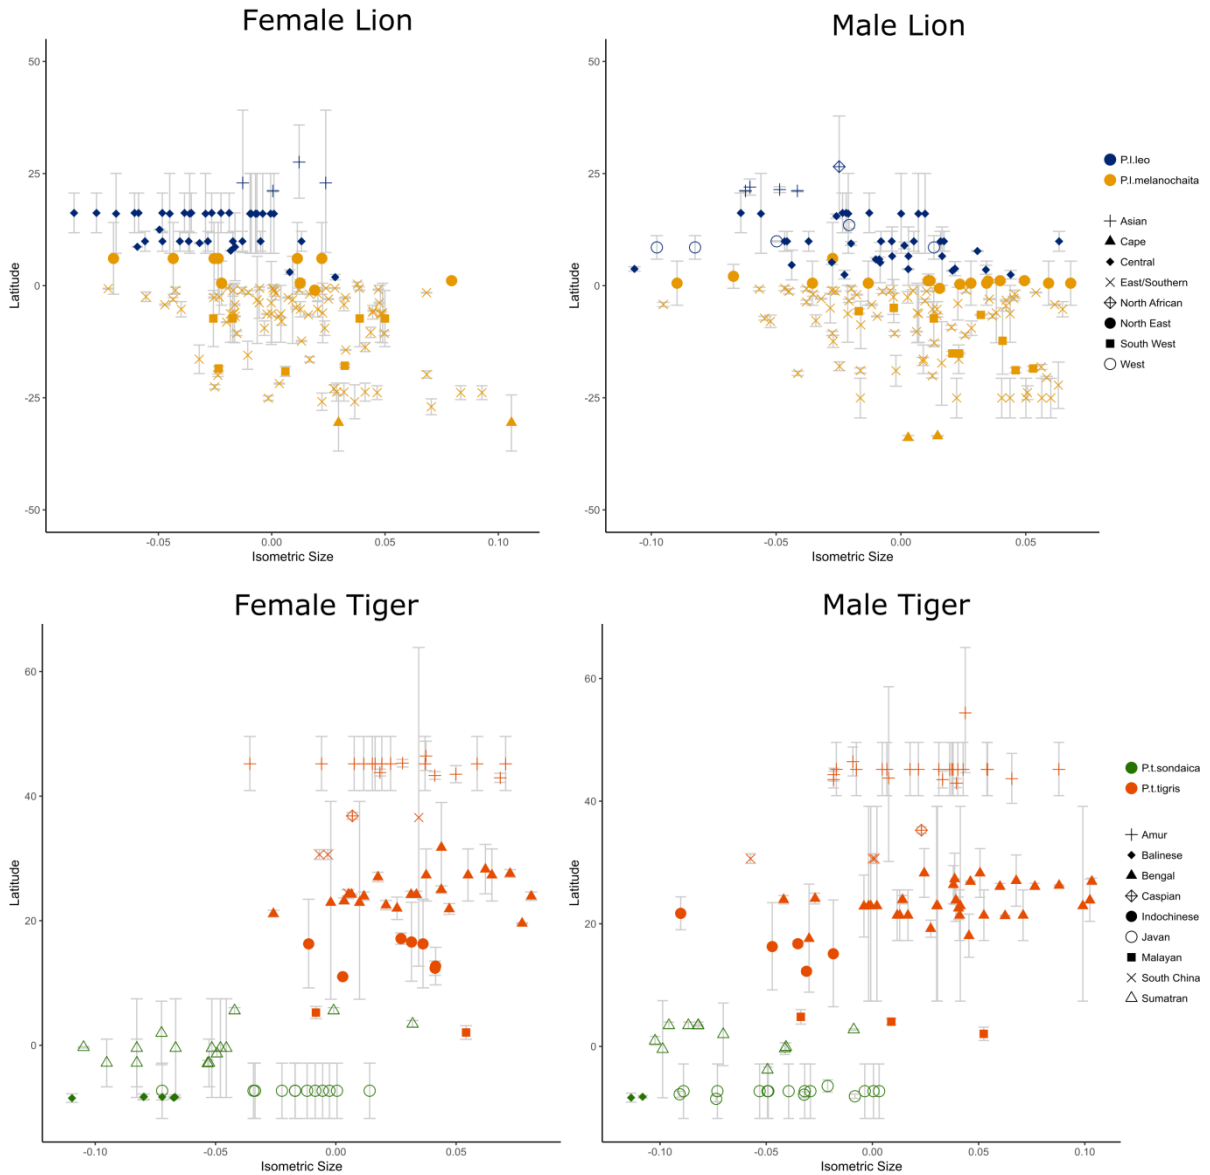 Female Lion
Male Lion
50
25
0
-25
-50
Latitude
-0.05
0.00
0.05
0.10
Isometric Size
50
25
0
-25
-50
Latitude
-0.10
-0.05
0.00
0.05
Isometric Size
P.l.leo
P.l.melanochaita
Asian
Cape
Central
East/Southern
North African
North East
South West
West
Female Tiger
Male Tiger
60
40
20
0
Latitude
-0.10
-0.05
0.00
0.05
Isometric Size
60
40
20
0
Latitude
-0.10
-0.05
0.00
0.05
0.10
Isometric Size
P.t.sondaica
P.t.tigris
Amur
Balinese
Bengal
Caspian
Indochinese
Javan
Malayan
South China
Sumatran